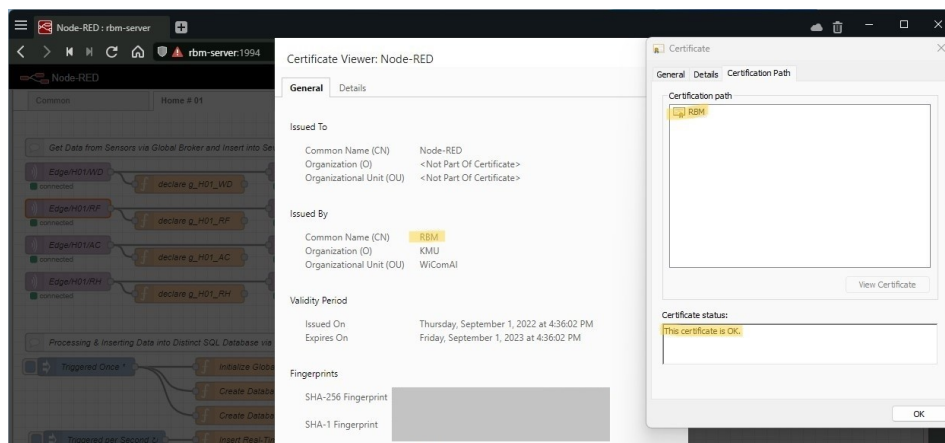 Node-RED : rbm-server
rbm-server:1994
Node-RED
Common
Home # 01
Get Data from Sensors via Global Broker and Insert into Se
Edge/H01/WD
connected
declare g_H01_WD
Edge/H01/RF
connected
declare g_H01_RF
Edge/H01/AC
connected
declare g_H01_AC
Edge/H01/RH
connected
declare g_H01_RH
Processing & Inserting Data into Distinct SQL Database via
Triggered Once
Initialize Globa
Create Databa
Create Databa
Triggered per Second
Insert Real-Tim
Certificate Viewer: Node-RED
General Details
Issued To
Common Name (CN) Node-RED
Organization (O) <Not Part Of Certificate>
Organizational Unit (OU) <Not Part Of Certificate>
Issued By
Common Name (CN) RBM
Organization (O) KMU
Organizational Unit (OU) WiComAI
Validity Period
Issued On Thursday, September 1, 2022 at 4:36:02 PM
Expires On Friday, September 1, 2023 at 4:36:02 PM
Fingerprints
SHA-256 Fingerprint
SHA-1 Fingerprint
Certificate
General Details Certification Path
Certification path
RBM
View Certificate
Certificate status:
This certificate is OK.
OK